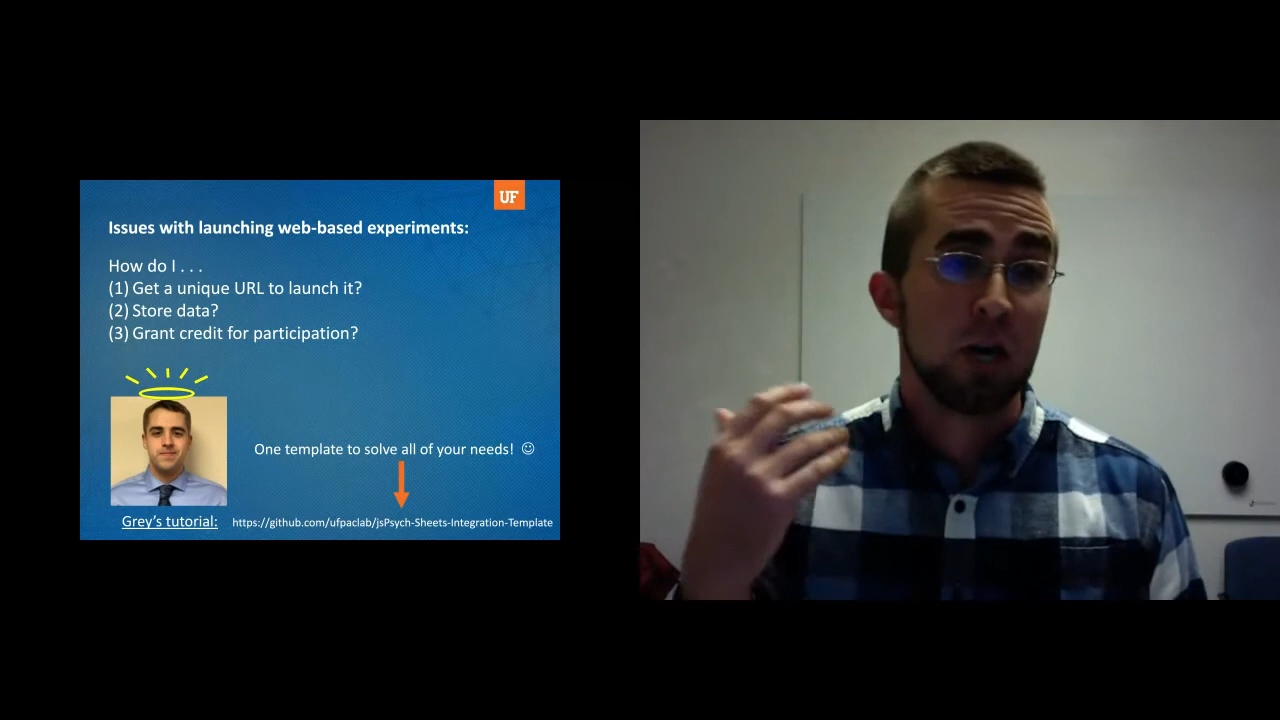 UF
Issues with launching web-based experiments:
How do I . . .
(1) Get a unique URL to launch it?
(2) Store data?
(3) Grant credit for participation?
One template to solve all of your needs! ☺
Grey's tutorial: https://github.com/ufpaclab/jsPsych-Sheets-Integration-Template